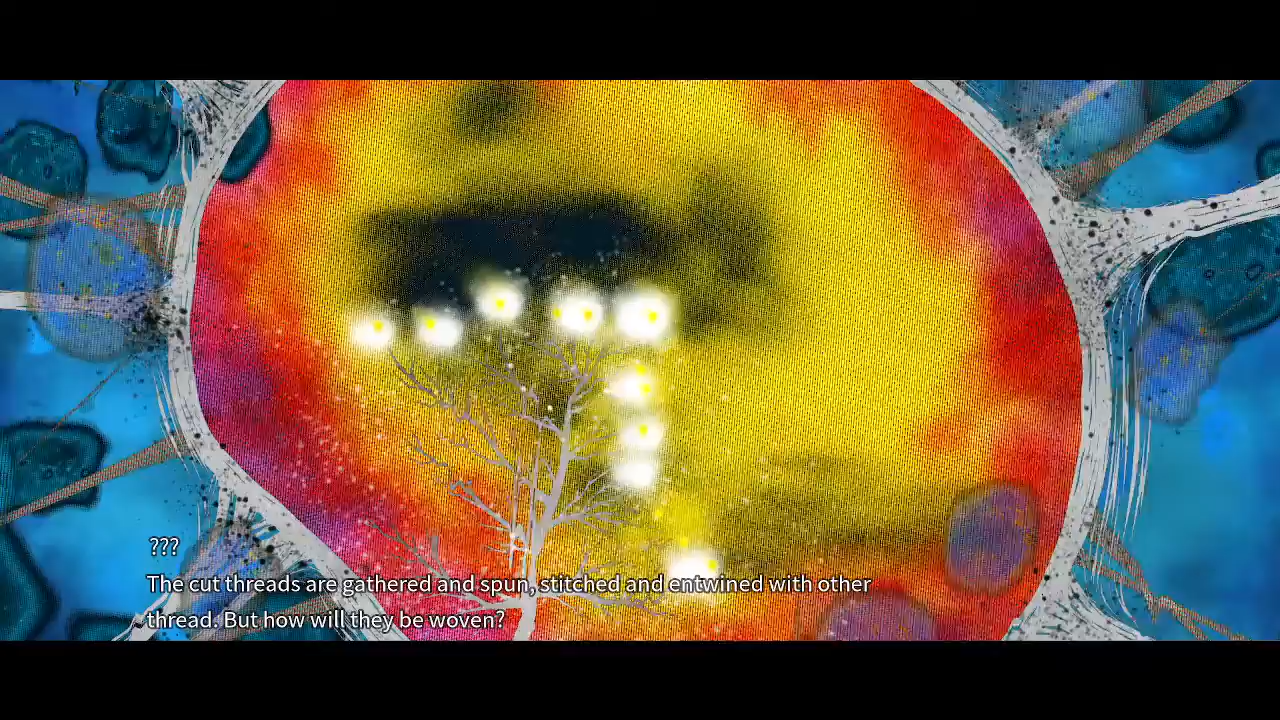 ???
The cut threads are gathered and spun, stitched and entwined with other
thread. But how will they be woven?